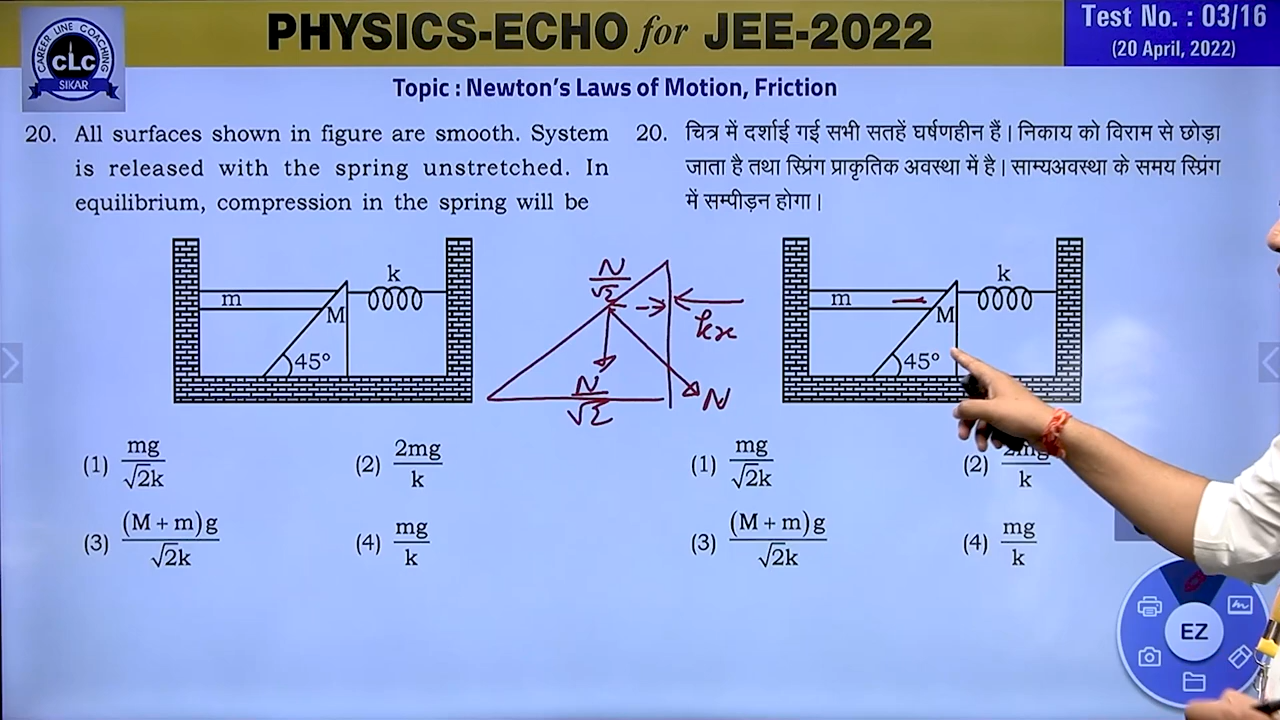 CAREER LINE COACHING
CLC
SIKAR
PHYSICS-ECHO for JEE-2022
Test No. : 03/16
(20 April, 2022)
Topic : Newton's Laws of Motion, Friction
20. All surfaces shown in figure are smooth. System
is released with the spring unstretched. In
equilibrium, compression in the spring will be
m
M
k
45°
(1) mg/√2k
(2) 2mg/k
(3) (M + m)g/√2k
(4) mg/k
N/√2
kx
N/√2
N
20. चित्र में दर्शाई गई सभी सतहें घर्षणहीन हैं। निकाय को विराम से छोड़ा
जाता है तथा स्प्रिंग प्राकृतिक अवस्था में है। साम्यअवस्था के समय स्प्रिंग
में सम्पीड़न होगा।
m
M
k
45°
(1) mg/√2k
(2) 2mg/k
(3) (M + m)g/√2k
(4) mg/k
EZ